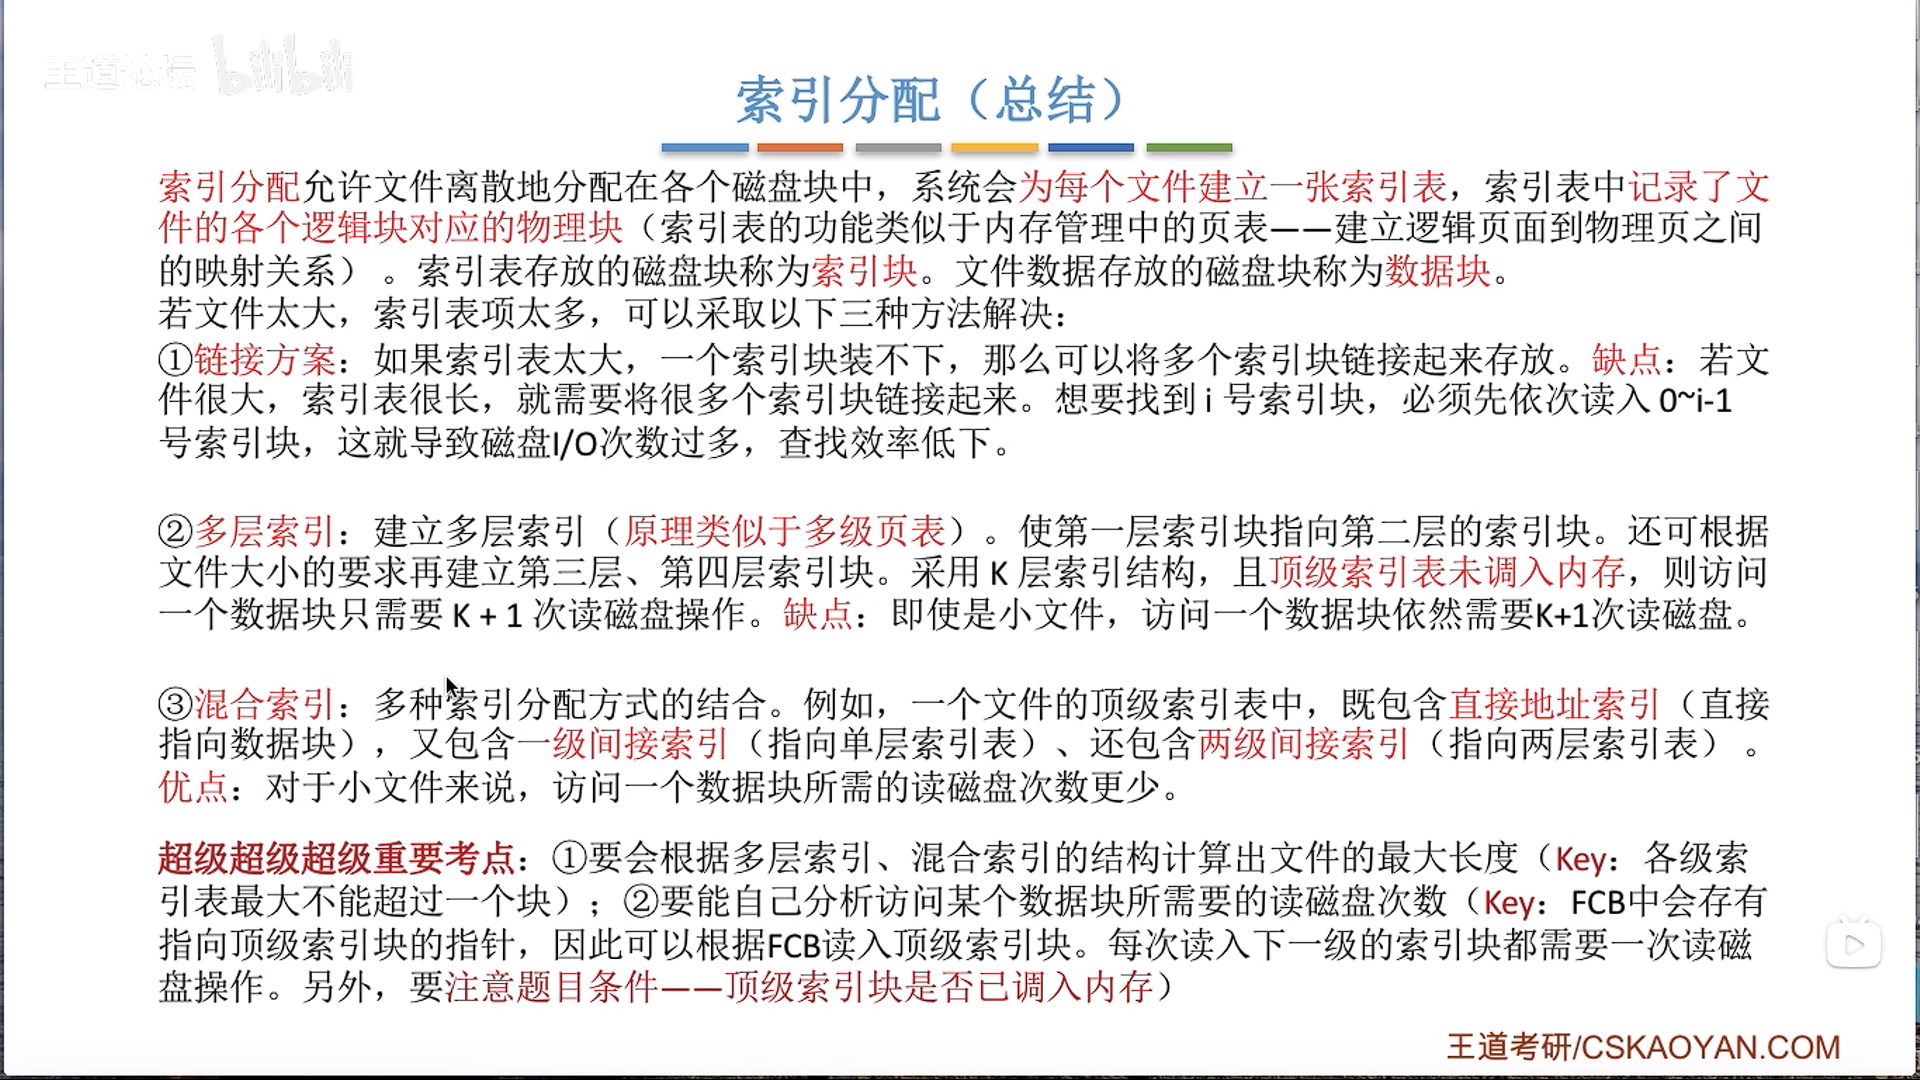 王道论坛 bilibili
索引分配（总结）
索引分配允许文件离散地分配在各个磁盘块中，系统会为每个文件建立一张索引表，索引表中记录了文
件的各个逻辑块对应的物理块（索引表的功能类似于内存管理中的页表——建立逻辑页面到物理页之间
的映射关系）。索引表存放的磁盘块称为索引块。文件数据存放的磁盘块称为数据块。
若文件太大，索引表项太多，可以采取以下三种方法解决：
①链接方案：如果索引表太大，一个索引块装不下，那么可以将多个索引块链接起来存放。缺点：若文
件很大，索引表很长，就需要将很多个索引块链接起来。想要找到 i 号索引块，必须先依次读入 0~i-1
号索引块，这就导致磁盘I/O次数过多，查找效率低下。
②多层索引：建立多层索引（原理类似于多级页表）。使第一层索引块指向第二层的索引块。还可根据
文件大小的要求再建立第三层、第四层索引块。采用 K 层索引结构，且顶级索引表未调入内存，则访问
一个数据块只需要 K + 1 次读磁盘操作。缺点：即使是小文件，访问一个数据块依然需要K+1次读磁盘。
③混合索引：多种索引分配方式的结合。例如，一个文件的顶级索引表中，既包含直接地址索引（直接
指向数据块），又包含一级间接索引（指向单层索引表）、还包含两级间接索引（指向两层索引表）。
优点：对于小文件来说，访问一个数据块所需的读磁盘次数更少。
超级超级超级重要考点：①要会根据多层索引、混合索引的结构计算出文件的最大长度（Key：各级索
引表最大不能超过一个块）；②要能自己分析访问某个数据块所需要的读磁盘次数（Key：FCB中会存有
指向顶级索引块的指针，因此可以根据FCB读入顶级索引块。每次读入下一级的索引块都需要一次读磁
盘操作。另外，要注意题目条件——顶级索引块是否已调入内存）
王道考研/CSKAOYAN.COM